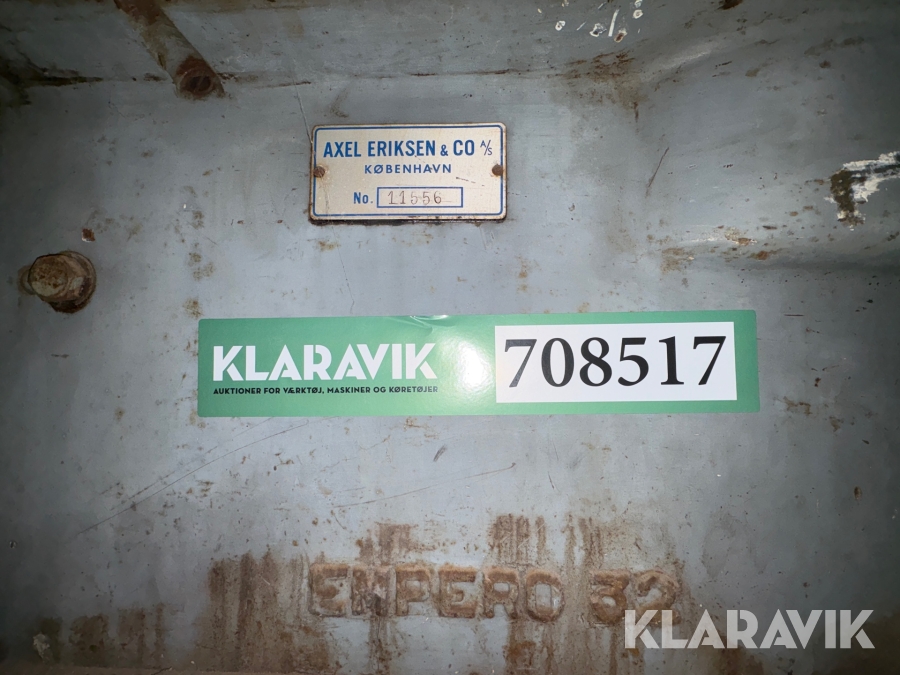 AXEL ERIKSEN & CO A/S
KØBENHAVN
No. 11556
KLARAVIK
AUKTIONER FOR VÆRKTØJ, MASKINER OG KØRETØJER
708517
EMPERO 32
KLARAVIK